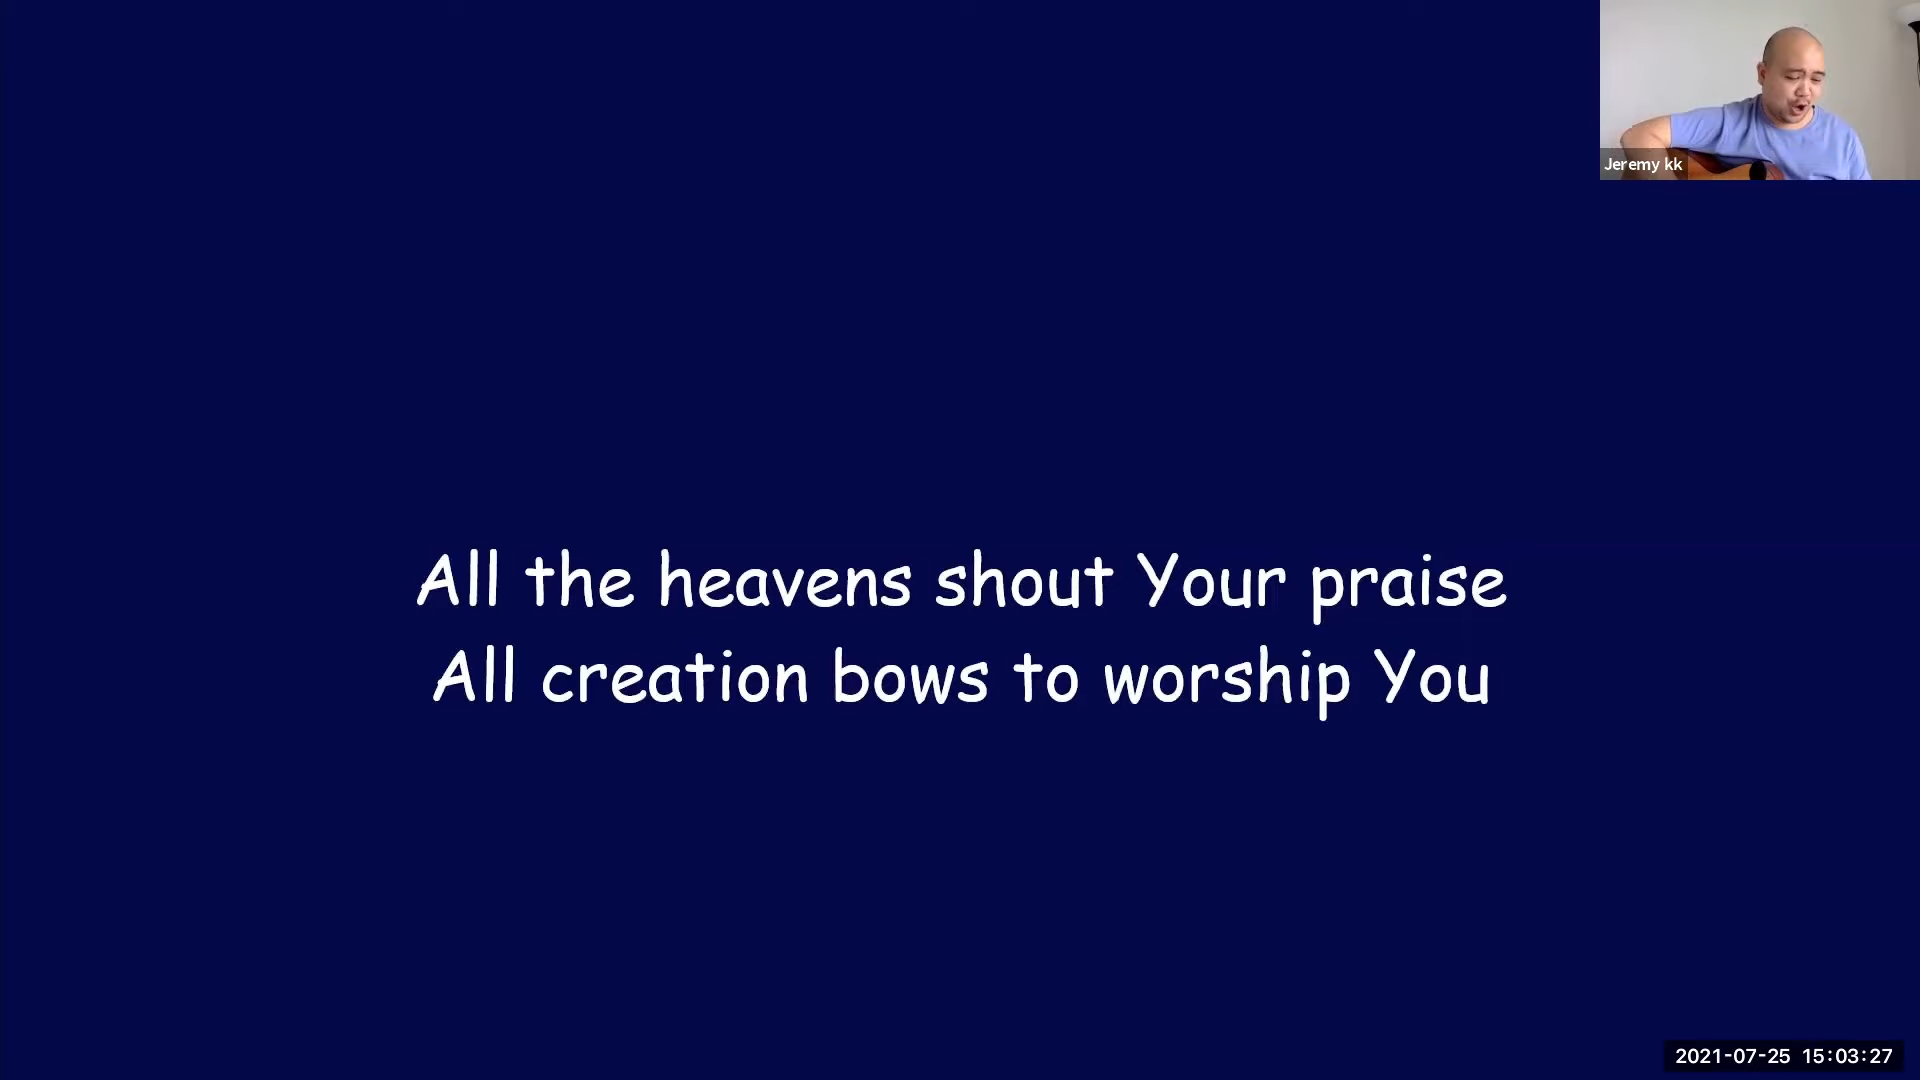 Jeremy kk
All the heavens shout Your praise
All creation bows to worship You
2021-07-25 15:03:27